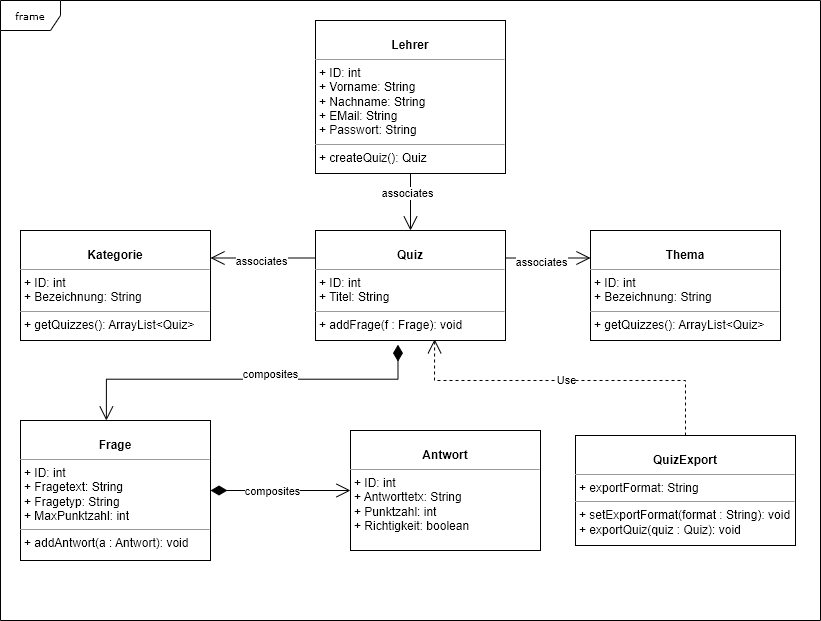 frame
Lehrer
+ ID: int
+ Vorname: String
+ Nachname: String
+ EMail: String
+ Passwort: String
+ createQuiz(): Quiz
associates
Kategorie
+ ID: int
+ Bezeichnung: String
+ getQuizzes(): ArrayList<Quiz>
associates
Quiz
+ ID: int
+ Titel: String
+ addFrage(f : Frage): void
associates
Thema
+ ID: int
+ Bezeichnung: String
+ getQuizzes(): ArrayList<Quiz>
composites
Use
Frage
+ ID: int
+ Fragetext: String
+ Fragetyp: String
+ MaxPunktzahl: int
+ addAntwort(a : Antwort): void
composites
Antwort
+ ID: int
+ Antworttetx: String
+ Punktzahl: int
+ Richtigkeit: boolean
QuizExport
+ exportFormat: String
+ setExportFormat(format : String): void
+ exportQuiz(quiz : Quiz): void